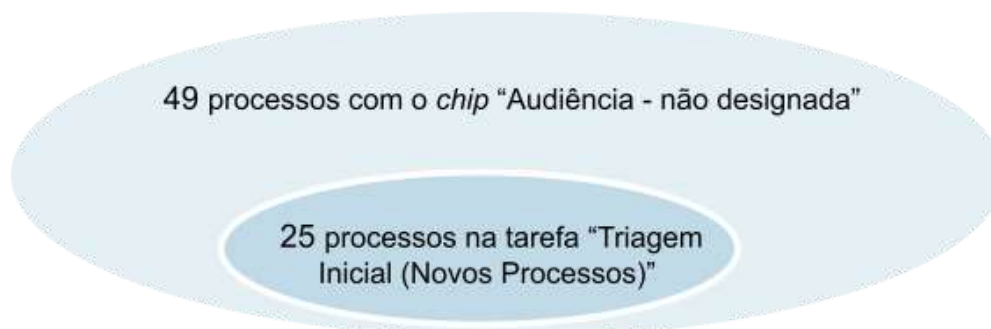 49 processos com o chip “Audiência - não designada”
25 processos na tarefa “Triagem
Inicial (Novos Processos)”